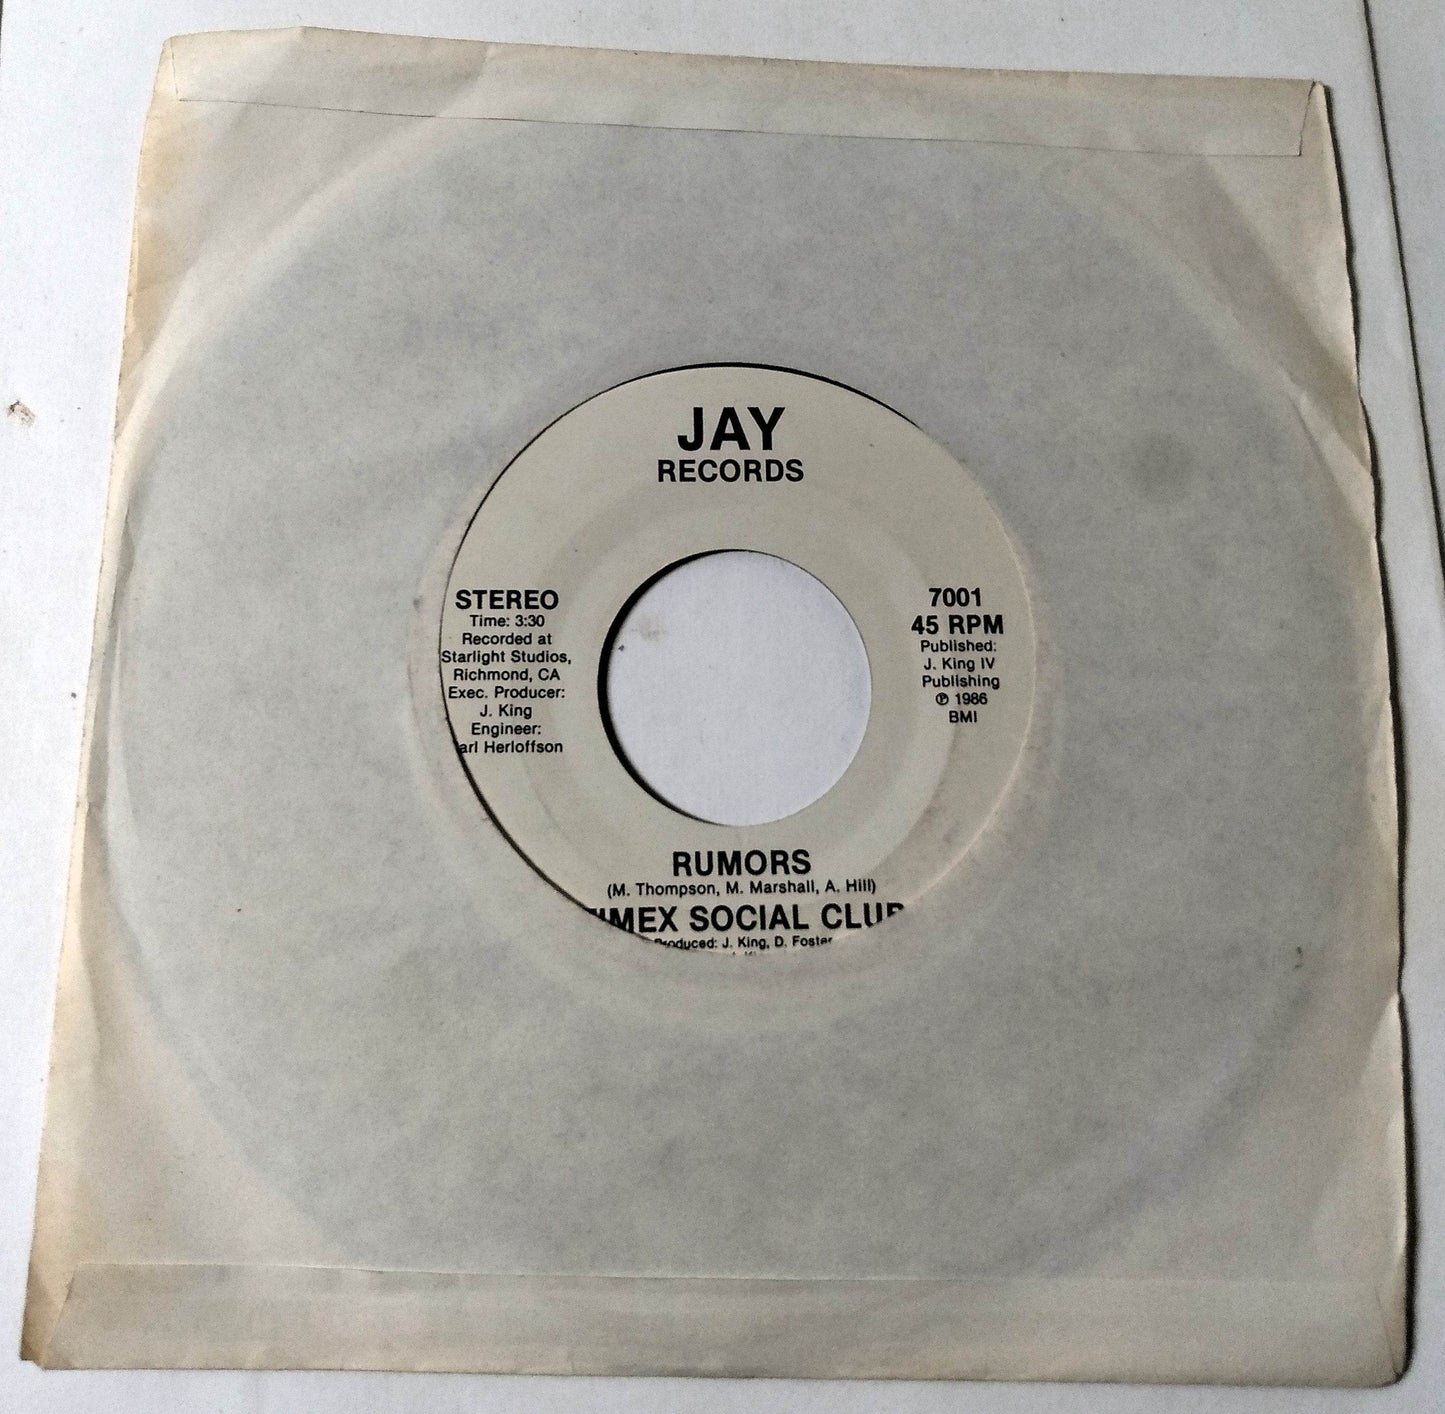 JAY
RECORDS
STEREO
Time: 3:30
Recorded at
Starlight Studios,
Richmond, CA
Exec. Producer:
J. King
Engineer:
arl Herloffson
7001
45 RPM
Published:
J. King IV
Publishing
℗ 1986
BMI
RUMORS
(M. Thompson, M. Marshall, A. Hill)
TIMEX SOCIAL CLUB
Produced: J. King, D. Foster